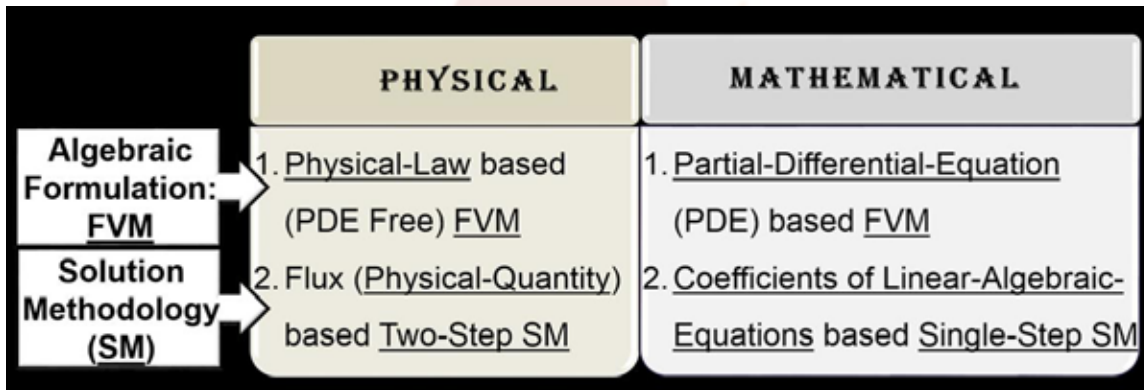 PHYSICAL
MATHEMATICAL
Algebraic
Formulation:
FVM
1. Physical-Law based
(PDE Free) FVM
1. Partial-Differential-Equation
(PDE) based FVM
Solution
Methodology
(SM)
2. Flux (Physical-Quantity)
based Two-Step SM
2. Coefficients of Linear-Algebraic-
Equations based Single-Step SM